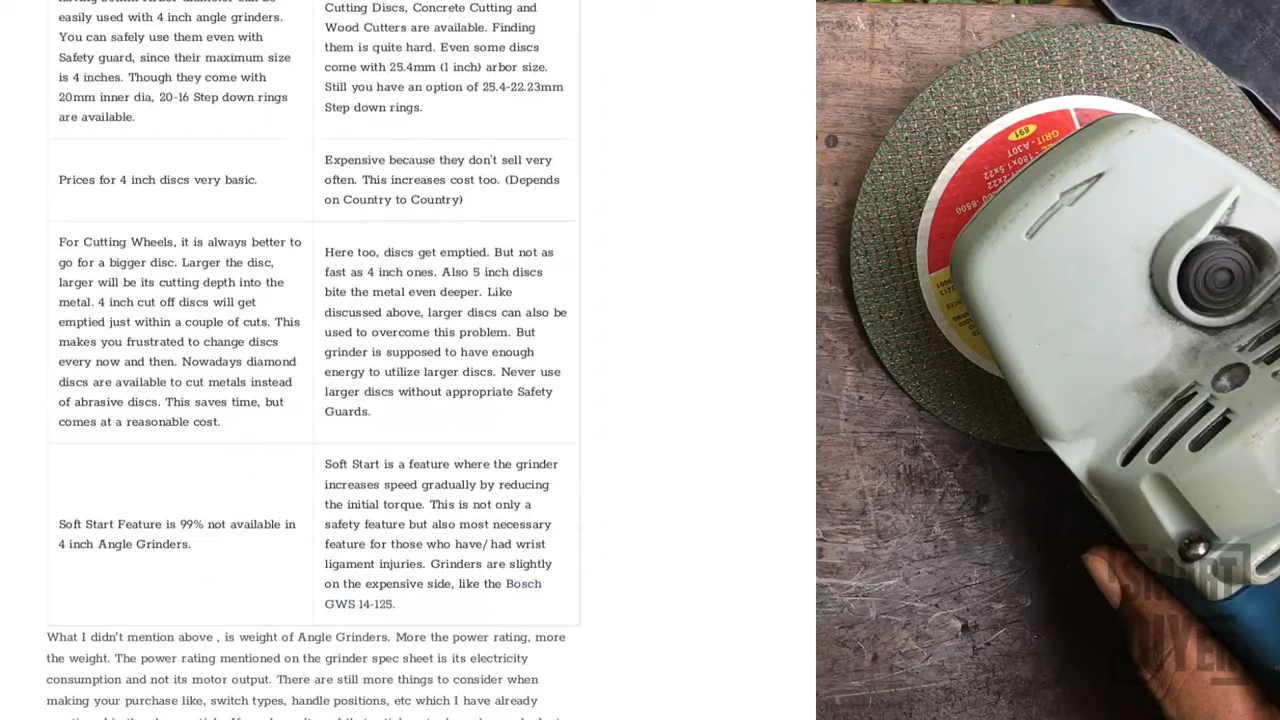 easily used with 4 inch angle grinders.
You can safely use them even with
Safety guard, since their maximum size
is 4 inches. Though they come with
20mm inner dia, 20-16 Step down rings
are available.
Cutting Discs, Concrete Cutting and
Wood Cutters are available. Finding
them is quite hard. Even some discs
come with 25.4mm (1 inch) arbor size.
Still you have an option of 25.4-22.23mm
Step down rings.
Prices for 4 inch discs very basic.
Expensive because they don't sell very
often. This increases cost too. (Depends
on Country to Country)
For Cutting Wheels, it is always better to
go for a bigger disc. Larger the disc,
larger will be its cutting depth into the
metal. 4 inch cut off discs will get
emptied just within a couple of cuts. This
makes you frustrated to change discs
every now and then. Nowadays diamond
discs are available to cut metals instead
of abrasive discs. This saves time, but
comes at a reasonable cost.
Here too, discs get emptied. But not as
fast as 4 inch ones. Also 5 inch discs
bite the metal even deeper. Like
discussed above, larger discs can also be
used to overcome this problem. But
grinder is supposed to have enough
energy to utilize larger discs. Never use
larger discs without appropriate Safety
Guards.
Soft Start Feature is 99% not available in
4 inch Angle Grinders.
Soft Start is a feature where the grinder
increases speed gradually by reducing
the initial torque. This is not only a
safety feature but also most necessary
feature for those who have/ had wrist
ligament injuries. Grinders are slightly
on the expensive side, like the Bosch
GWS 14-125.
What I didn't mention above , is weight of Angle Grinders. More the power rating, more
the weight. The power rating mentioned on the grinder spec sheet is its electricity
consumption and not its motor output. There are still more things to consider when
making your purchase like, switch types, handle positions, etc which I have already
891
GRIT - A30T
180x1.5x22
8500
SMART